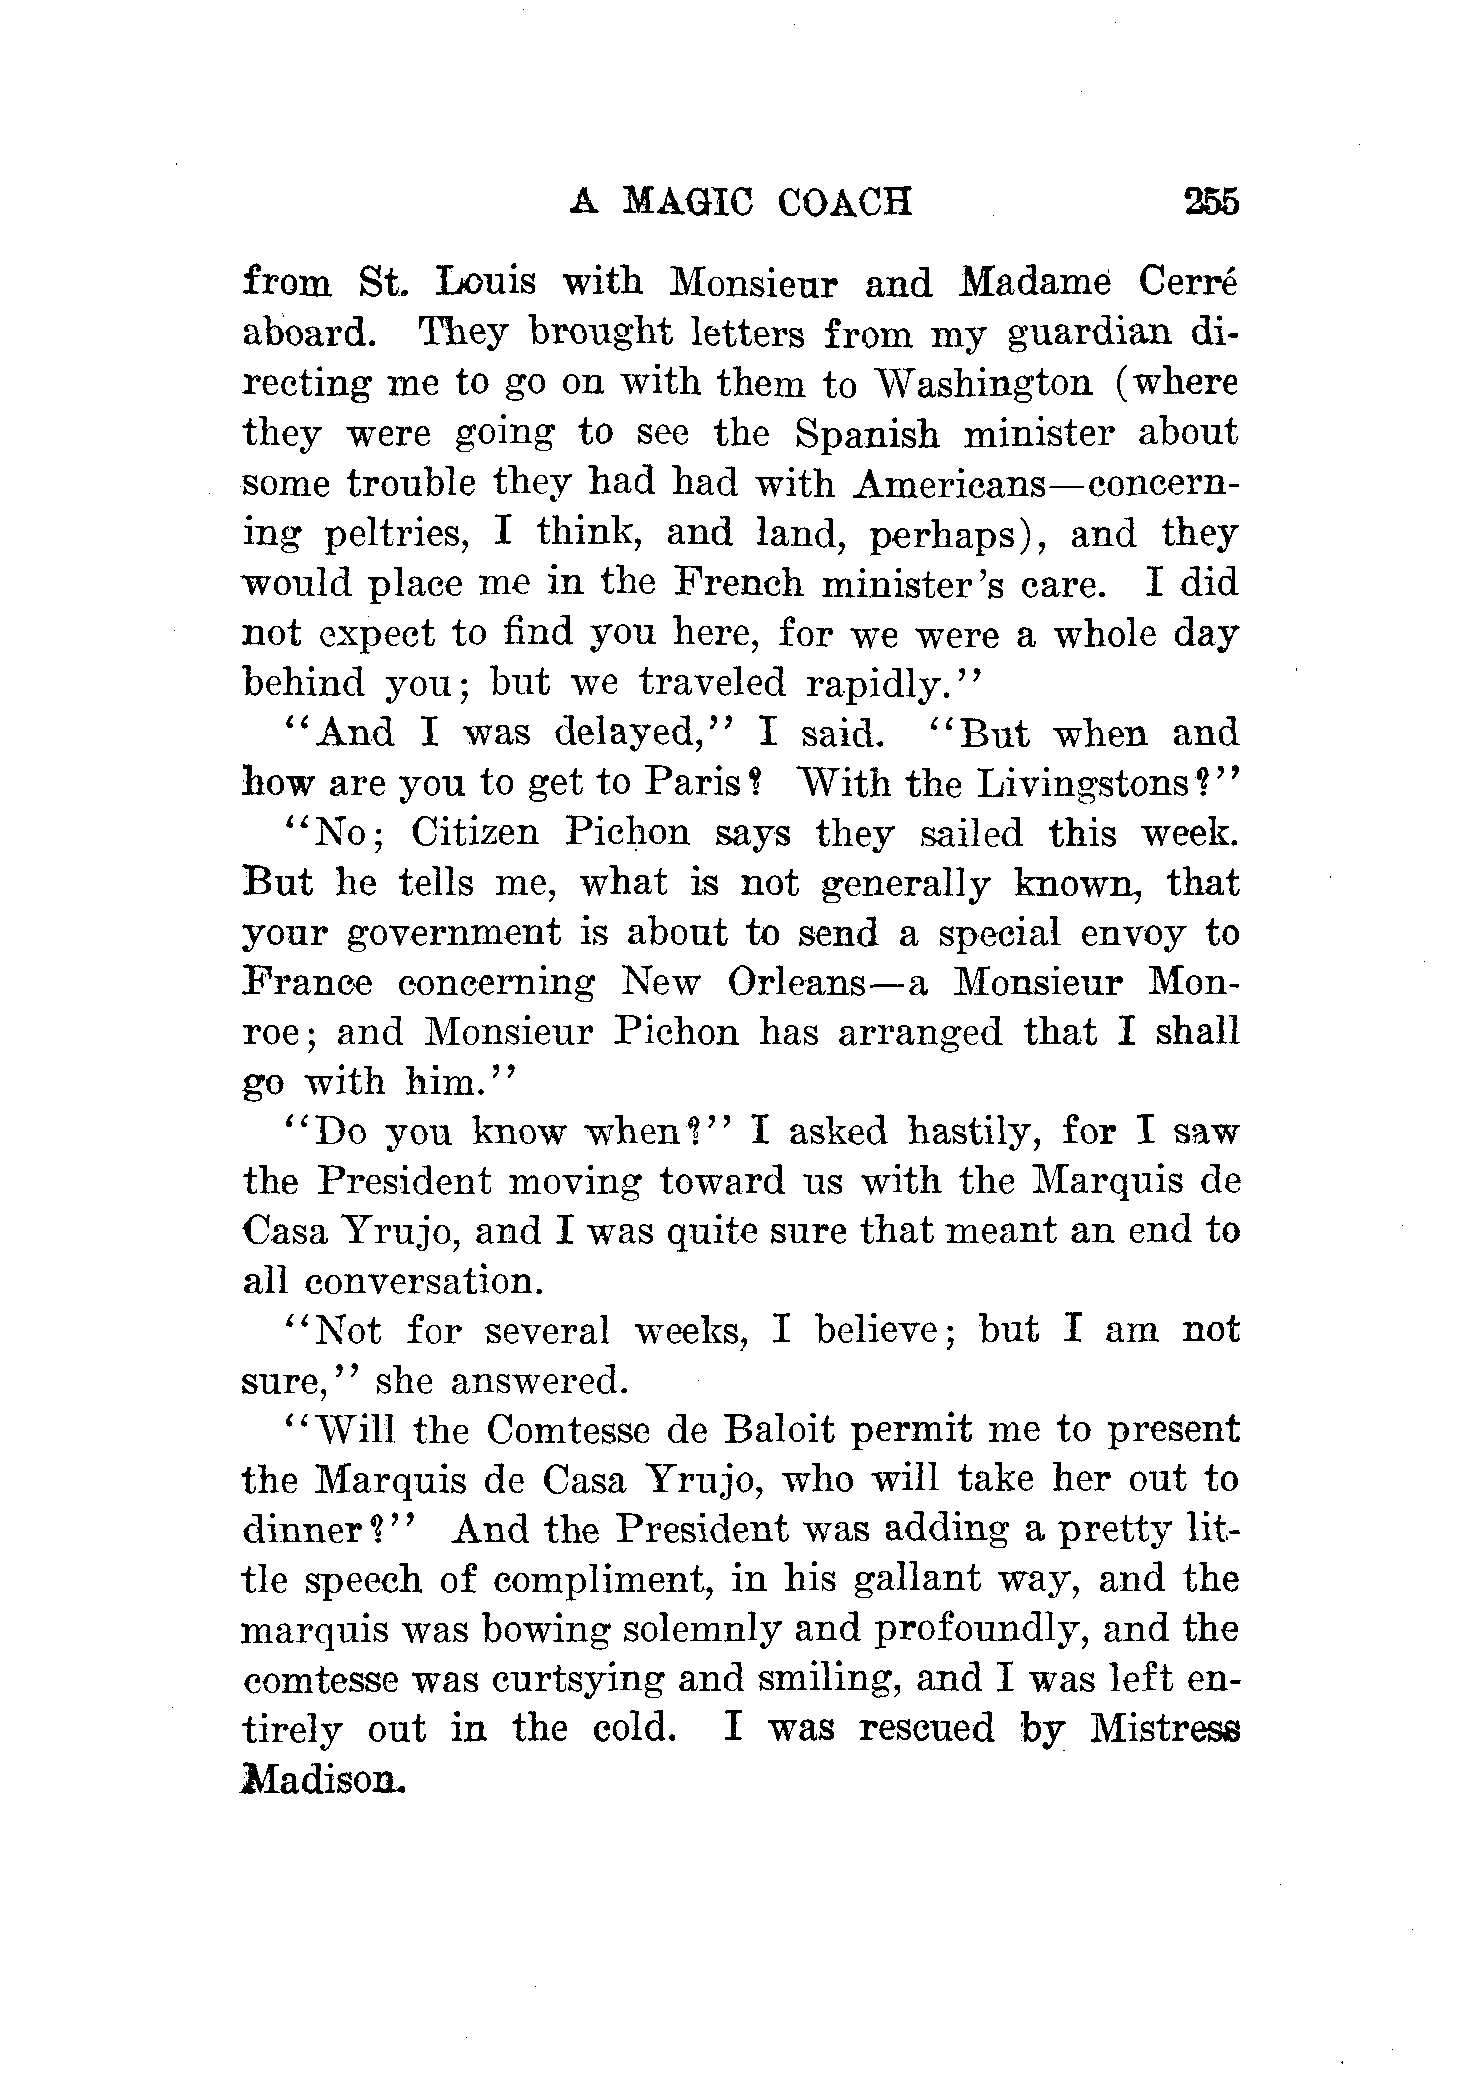 A MAGIC COACH 255
from St. Louis with Monsieur and Madame Cerré
aboard. They brought letters from my guardian di-
recting me to go on with them to Washington (where
they were going to see the Spanish minister about
some trouble they had had with Americans—concern-
ing peltries, I think, and land, perhaps), and they
would place me in the French minister's care. I did
not expect to find you here, for we were a whole day
behind you; but we traveled rapidly."
"And I was delayed," I said. "But when and
how are you to get to Paris? With the Livingstons?"
"No; Citizen Pichon says they sailed this week.
But he tells me, what is not generally known, that
your government is about to send a special envoy to
France concerning New Orleans—a Monsieur Mon-
roe; and Monsieur Pichon has arranged that I shall
go with him."
"Do you know when?" I asked hastily, for I saw
the President moving toward us with the Marquis de
Casa Yrujo, and I was quite sure that meant an end to
all conversation.
"Not for several weeks, I believe; but I am not
sure," she answered.
"Will the Comtesse de Baloit permit me to present
the Marquis de Casa Yrujo, who will take her out to
dinner?" And the President was adding a pretty lit-
tle speech of compliment, in his gallant way, and the
marquis was bowing solemnly and profoundly, and the
comtesse was curtsying and smiling, and I was left en-
tirely out in the cold. I was rescued by Mistress
Madison.